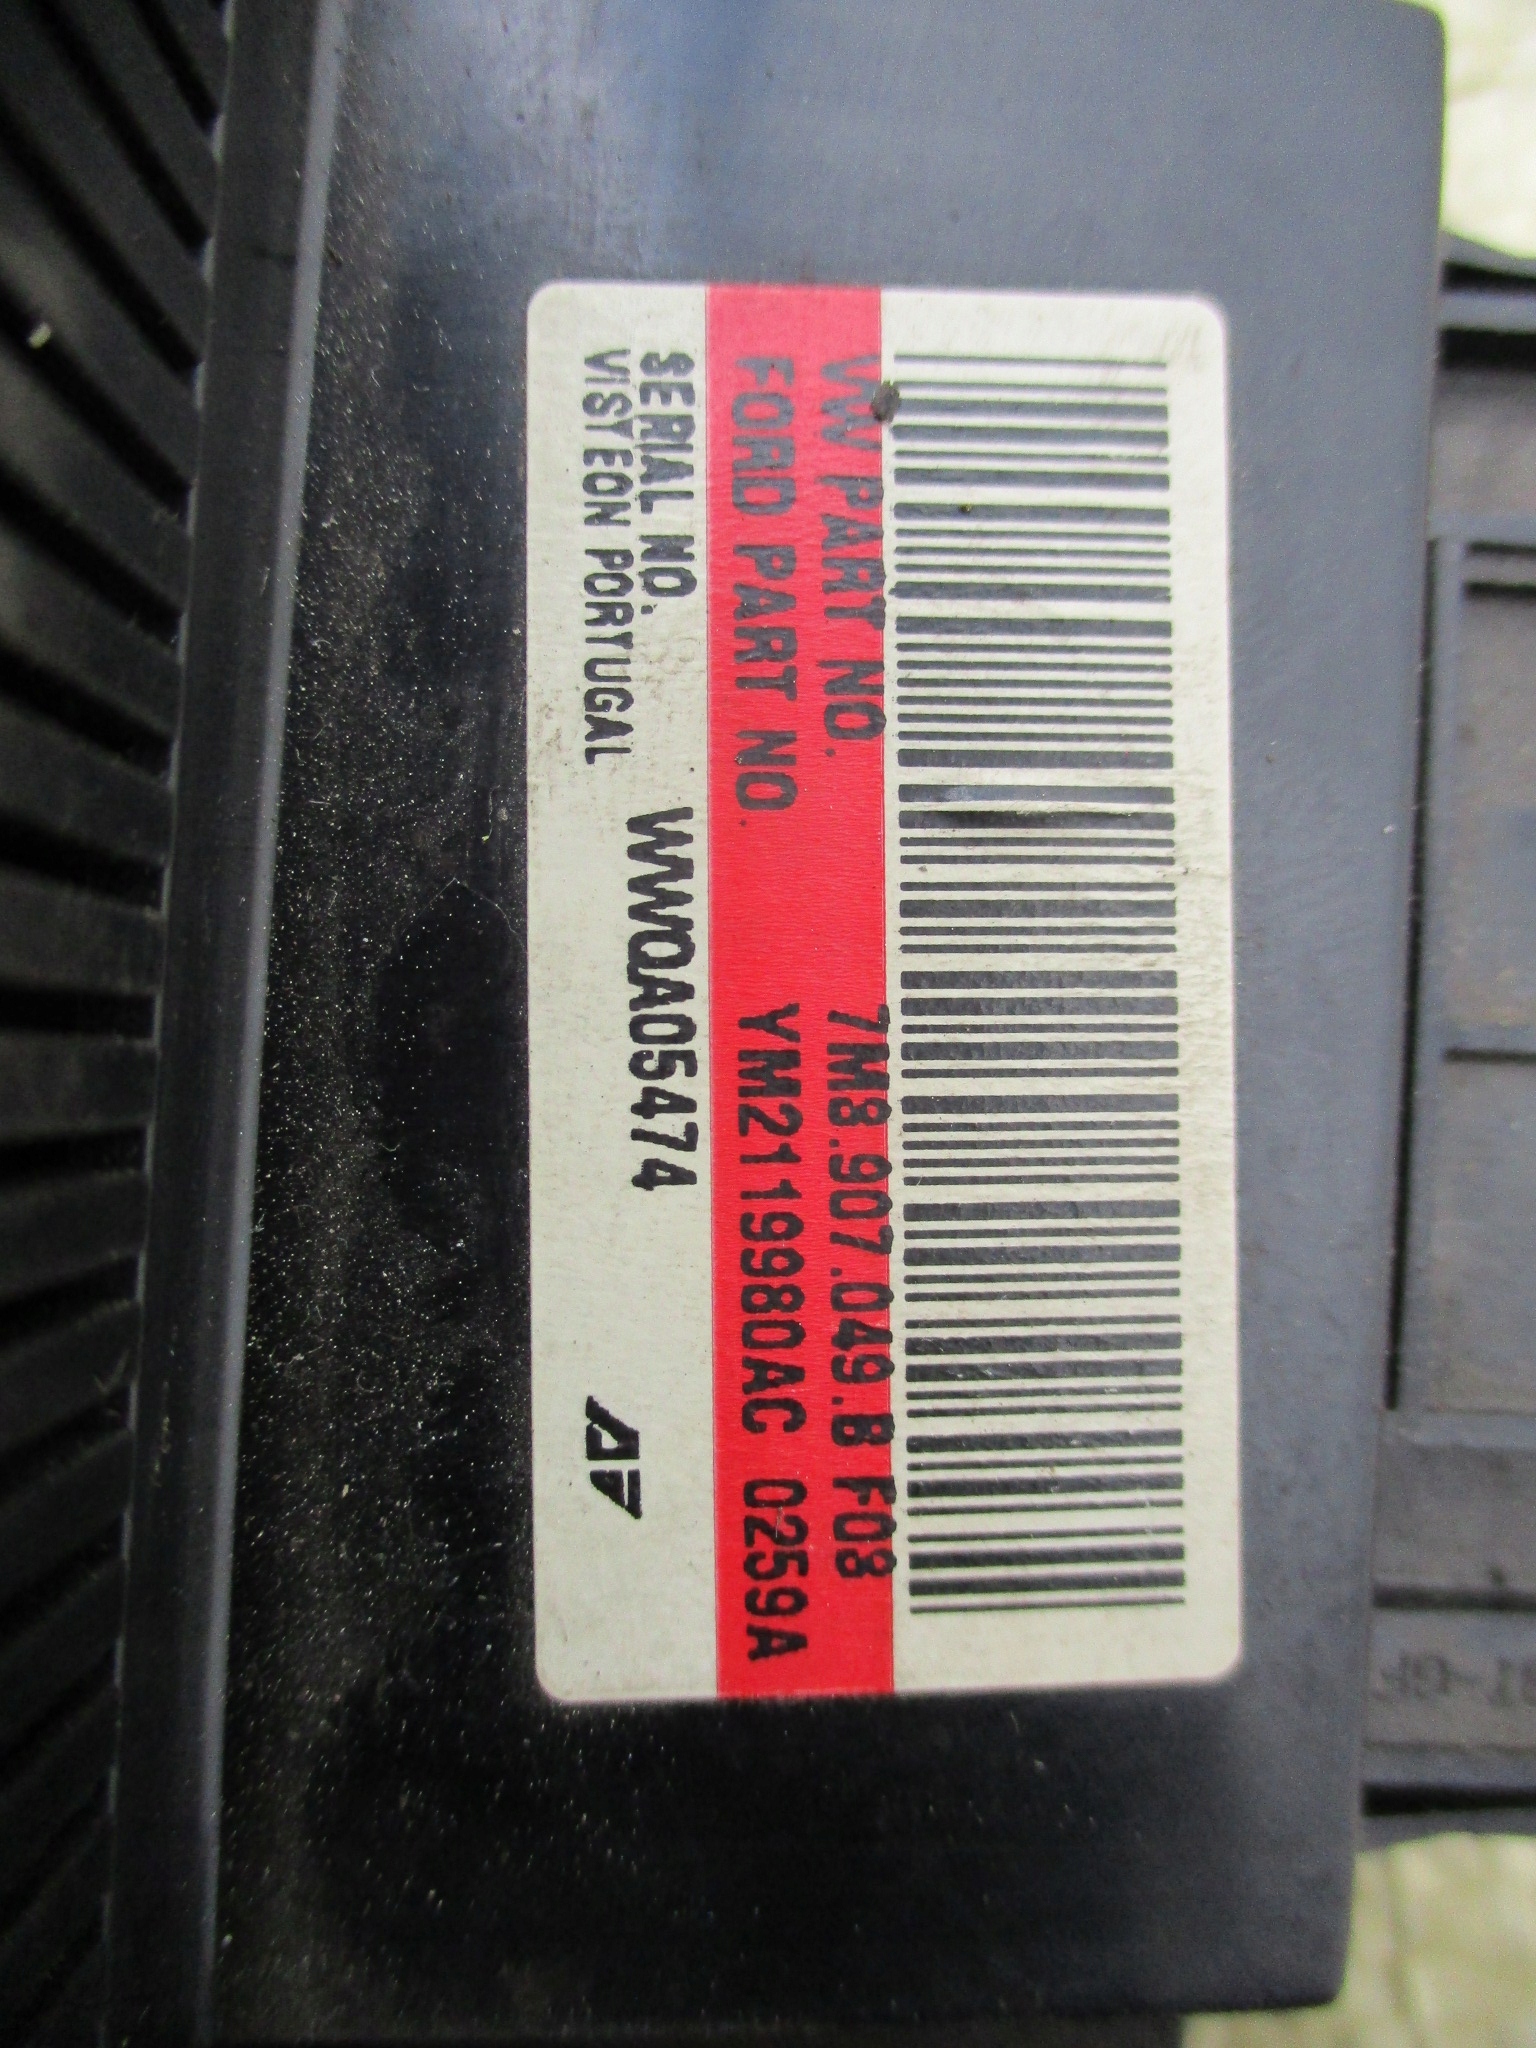 VW PART NO. 7M8.907.049.B F08
FORD PART NO. YM2119980AC 0259A
SERIAL NO. WWQA05474
VISTEON PORTUGAL